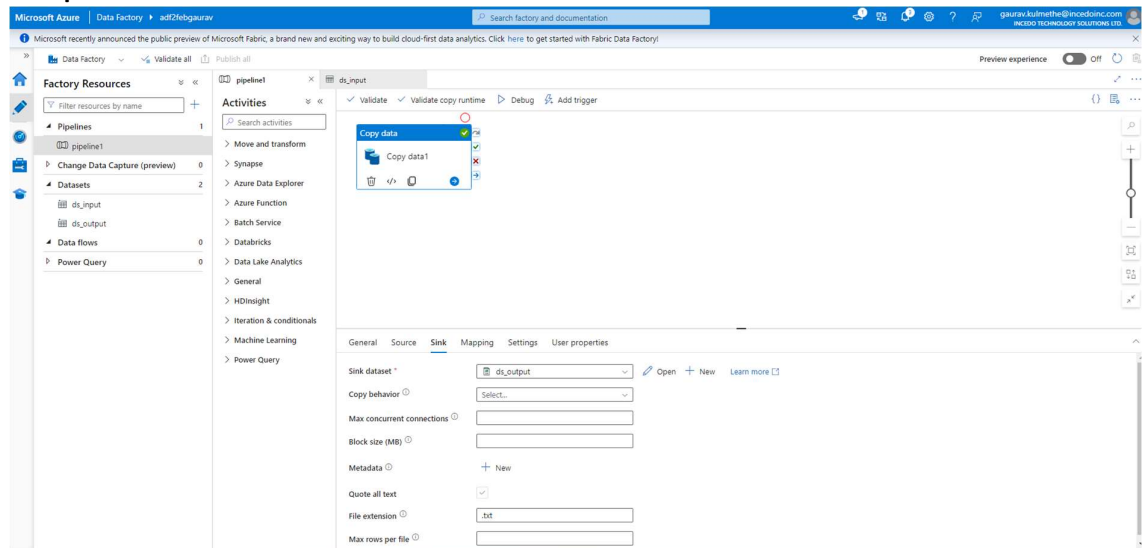 Microsoft Azure | Data Factory ▸ adf2febgaurav
Search factory and documentation
1
1
gaurav.kulmethe@incedoinc.com
INCEDO TECHNOLOGY SOLUTIONS LTD.
Microsoft recently announced the public preview of Microsoft Fabric, a brand new and exciting way to build cloud-first data analytics. Click here to get started with Fabric Data Factory!
Data Factory
Validate all
Publish all
Preview experience
Off
Factory Resources
Filter resources by name
Pipelines 1
pipeline1
Change Data Capture (preview) 0
Datasets 2
ds_input
ds_output
Data flows 0
Power Query 0
pipeline1
ds_input
Activities
Search activities
Move and transform
Synapse
Azure Data Explorer
Azure Function
Batch Service
Databricks
Data Lake Analytics
General
HDInsight
Iteration & conditionals
Machine Learning
Power Query
Validate
Validate copy runtime
Debug
Add trigger
Copy data
Copy data1
General Source Sink Mapping Settings User properties
Sink dataset *
ds_output
Open
New
Learn more
Copy behavior
Select...
Max concurrent connections
Block size (MB)
Metadata
New
Quote all text
File extension
.txt
Max rows per file